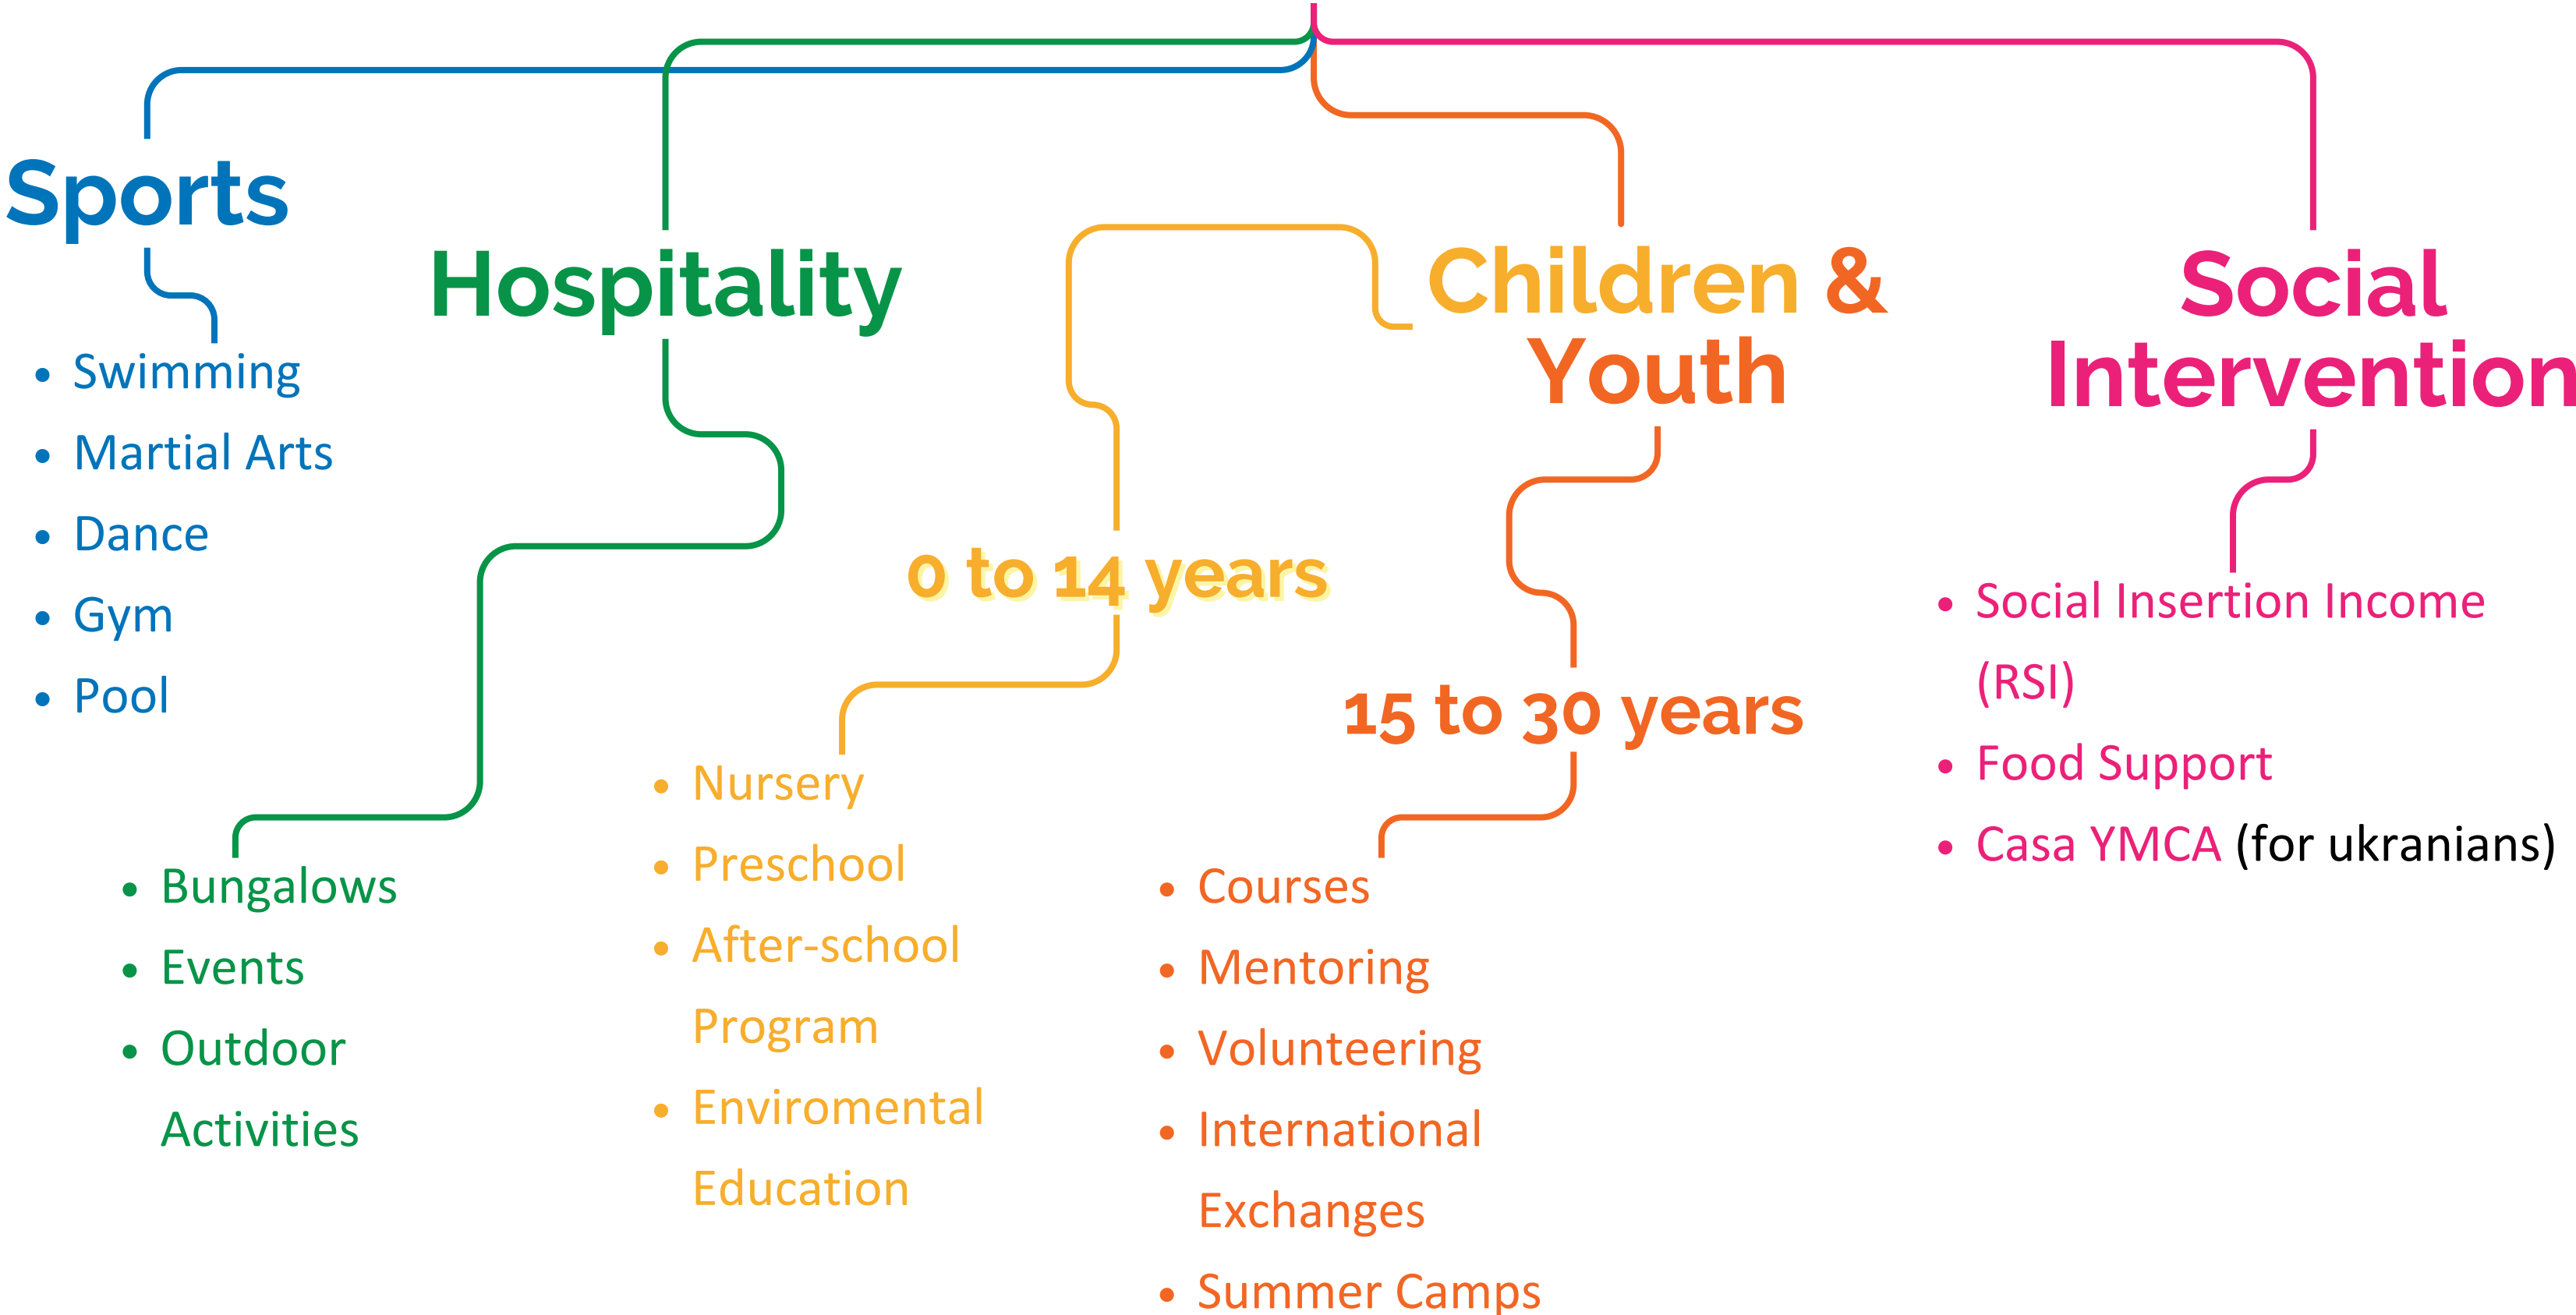 Sports
• Swimming
• Martial Arts
• Dance
• Gym
• Pool
Hospitality
• Bungalows
• Events
• Outdoor
Activities
Children &
Youth
0 to 14 years
• Nursery
• Preschool
• After-school
Program
• Enviromental
Education
15 to 30 years
• Courses
• Mentoring
• Volunteering
• International
Exchanges
• Summer Camps
Social
Intervention
• Social Insertion Income
(RSI)
• Food Support
• Casa YMCA (for ukranians)